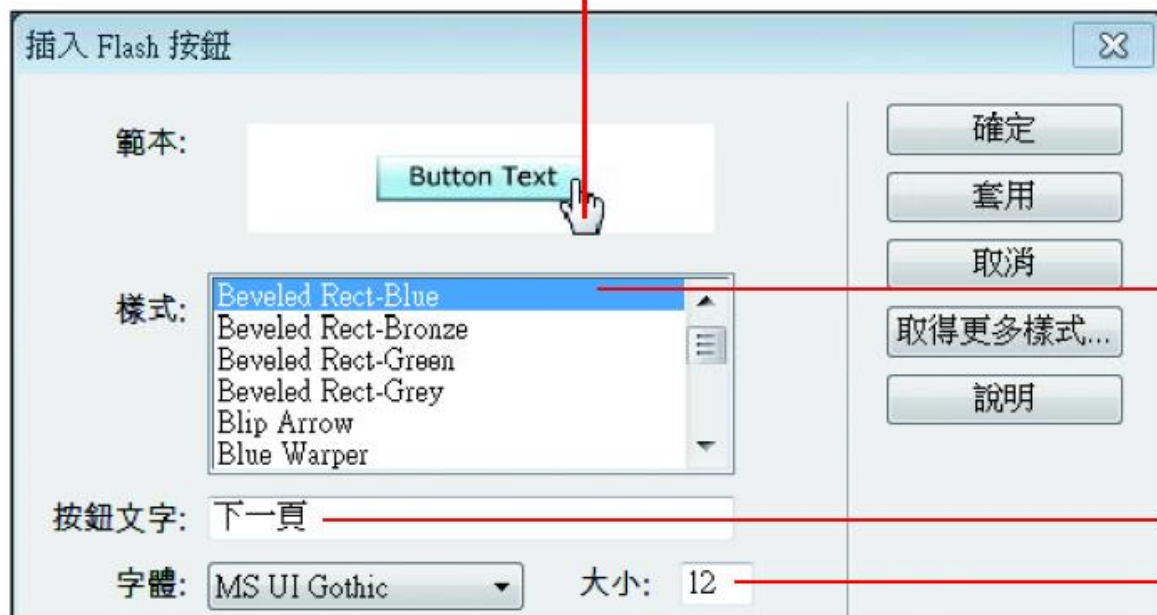 插入 Flash 按鈕
範本:
Button Text
樣式:
Beveled Rect-Blue
Beveled Rect-Bronze
Beveled Rect-Green
Beveled Rect-Grey
Blip Arrow
Blue Warper
按鈕文字: 下一頁
字體: MS UI Gothic 大小: 12
確定
套用
取消
取得更多樣式...
說明